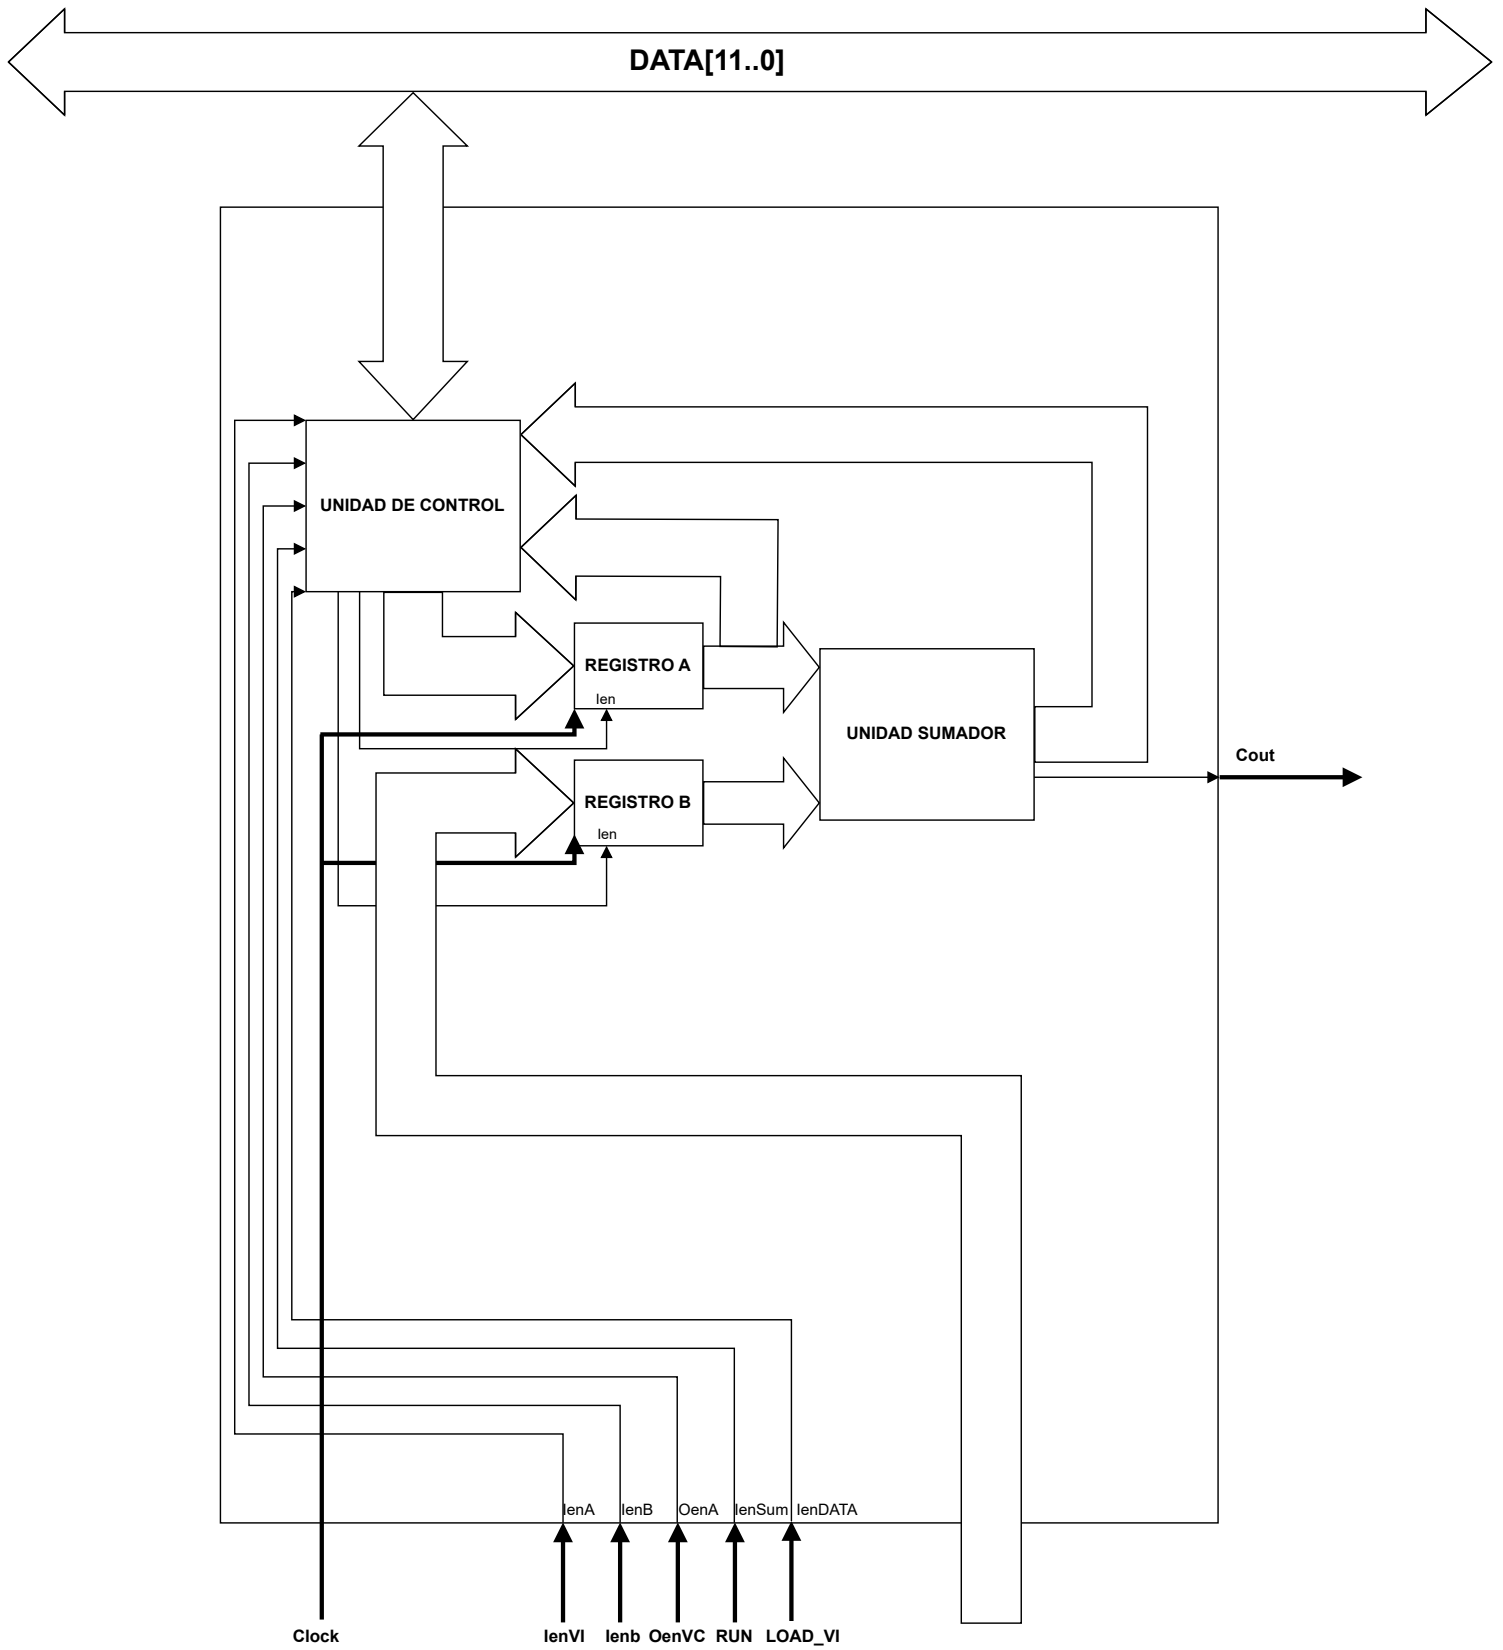 DATA[11..0]
UNIDAD DE CONTROL
REGISTRO A
Ien
UNIDAD SUMADOR
Cout
REGISTRO B
Ien
IenA IenB OenA IenSum IenDATA
Clock IenVI Ienb OenVC RUN LOAD_VI